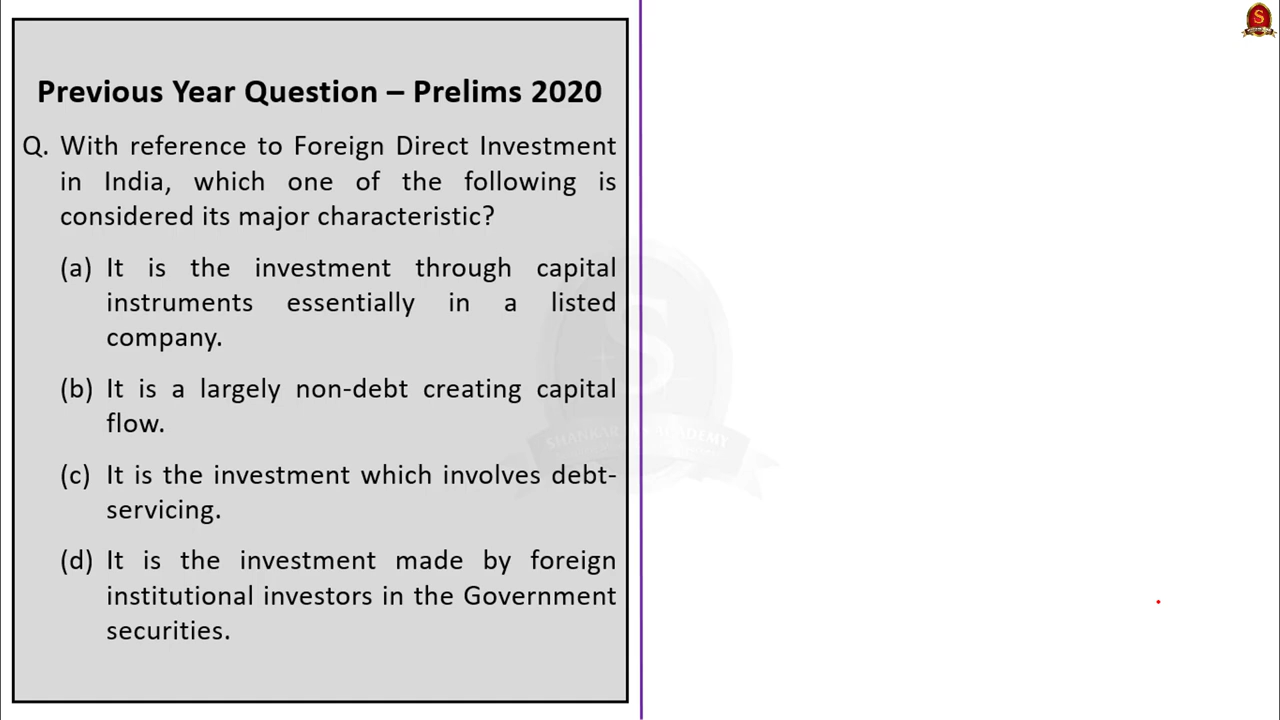 Previous Year Question – Prelims 2020
Q. With reference to Foreign Direct Investment
in India, which one of the following is
considered its major characteristic?
(a) It is the investment through capital
instruments essentially in a listed
company.
(b) It is a largely non-debt creating capital
flow.
(c) It is the investment which involves debt-
servicing.
(d) It is the investment made by foreign
institutional investors in the Government
securities.
S